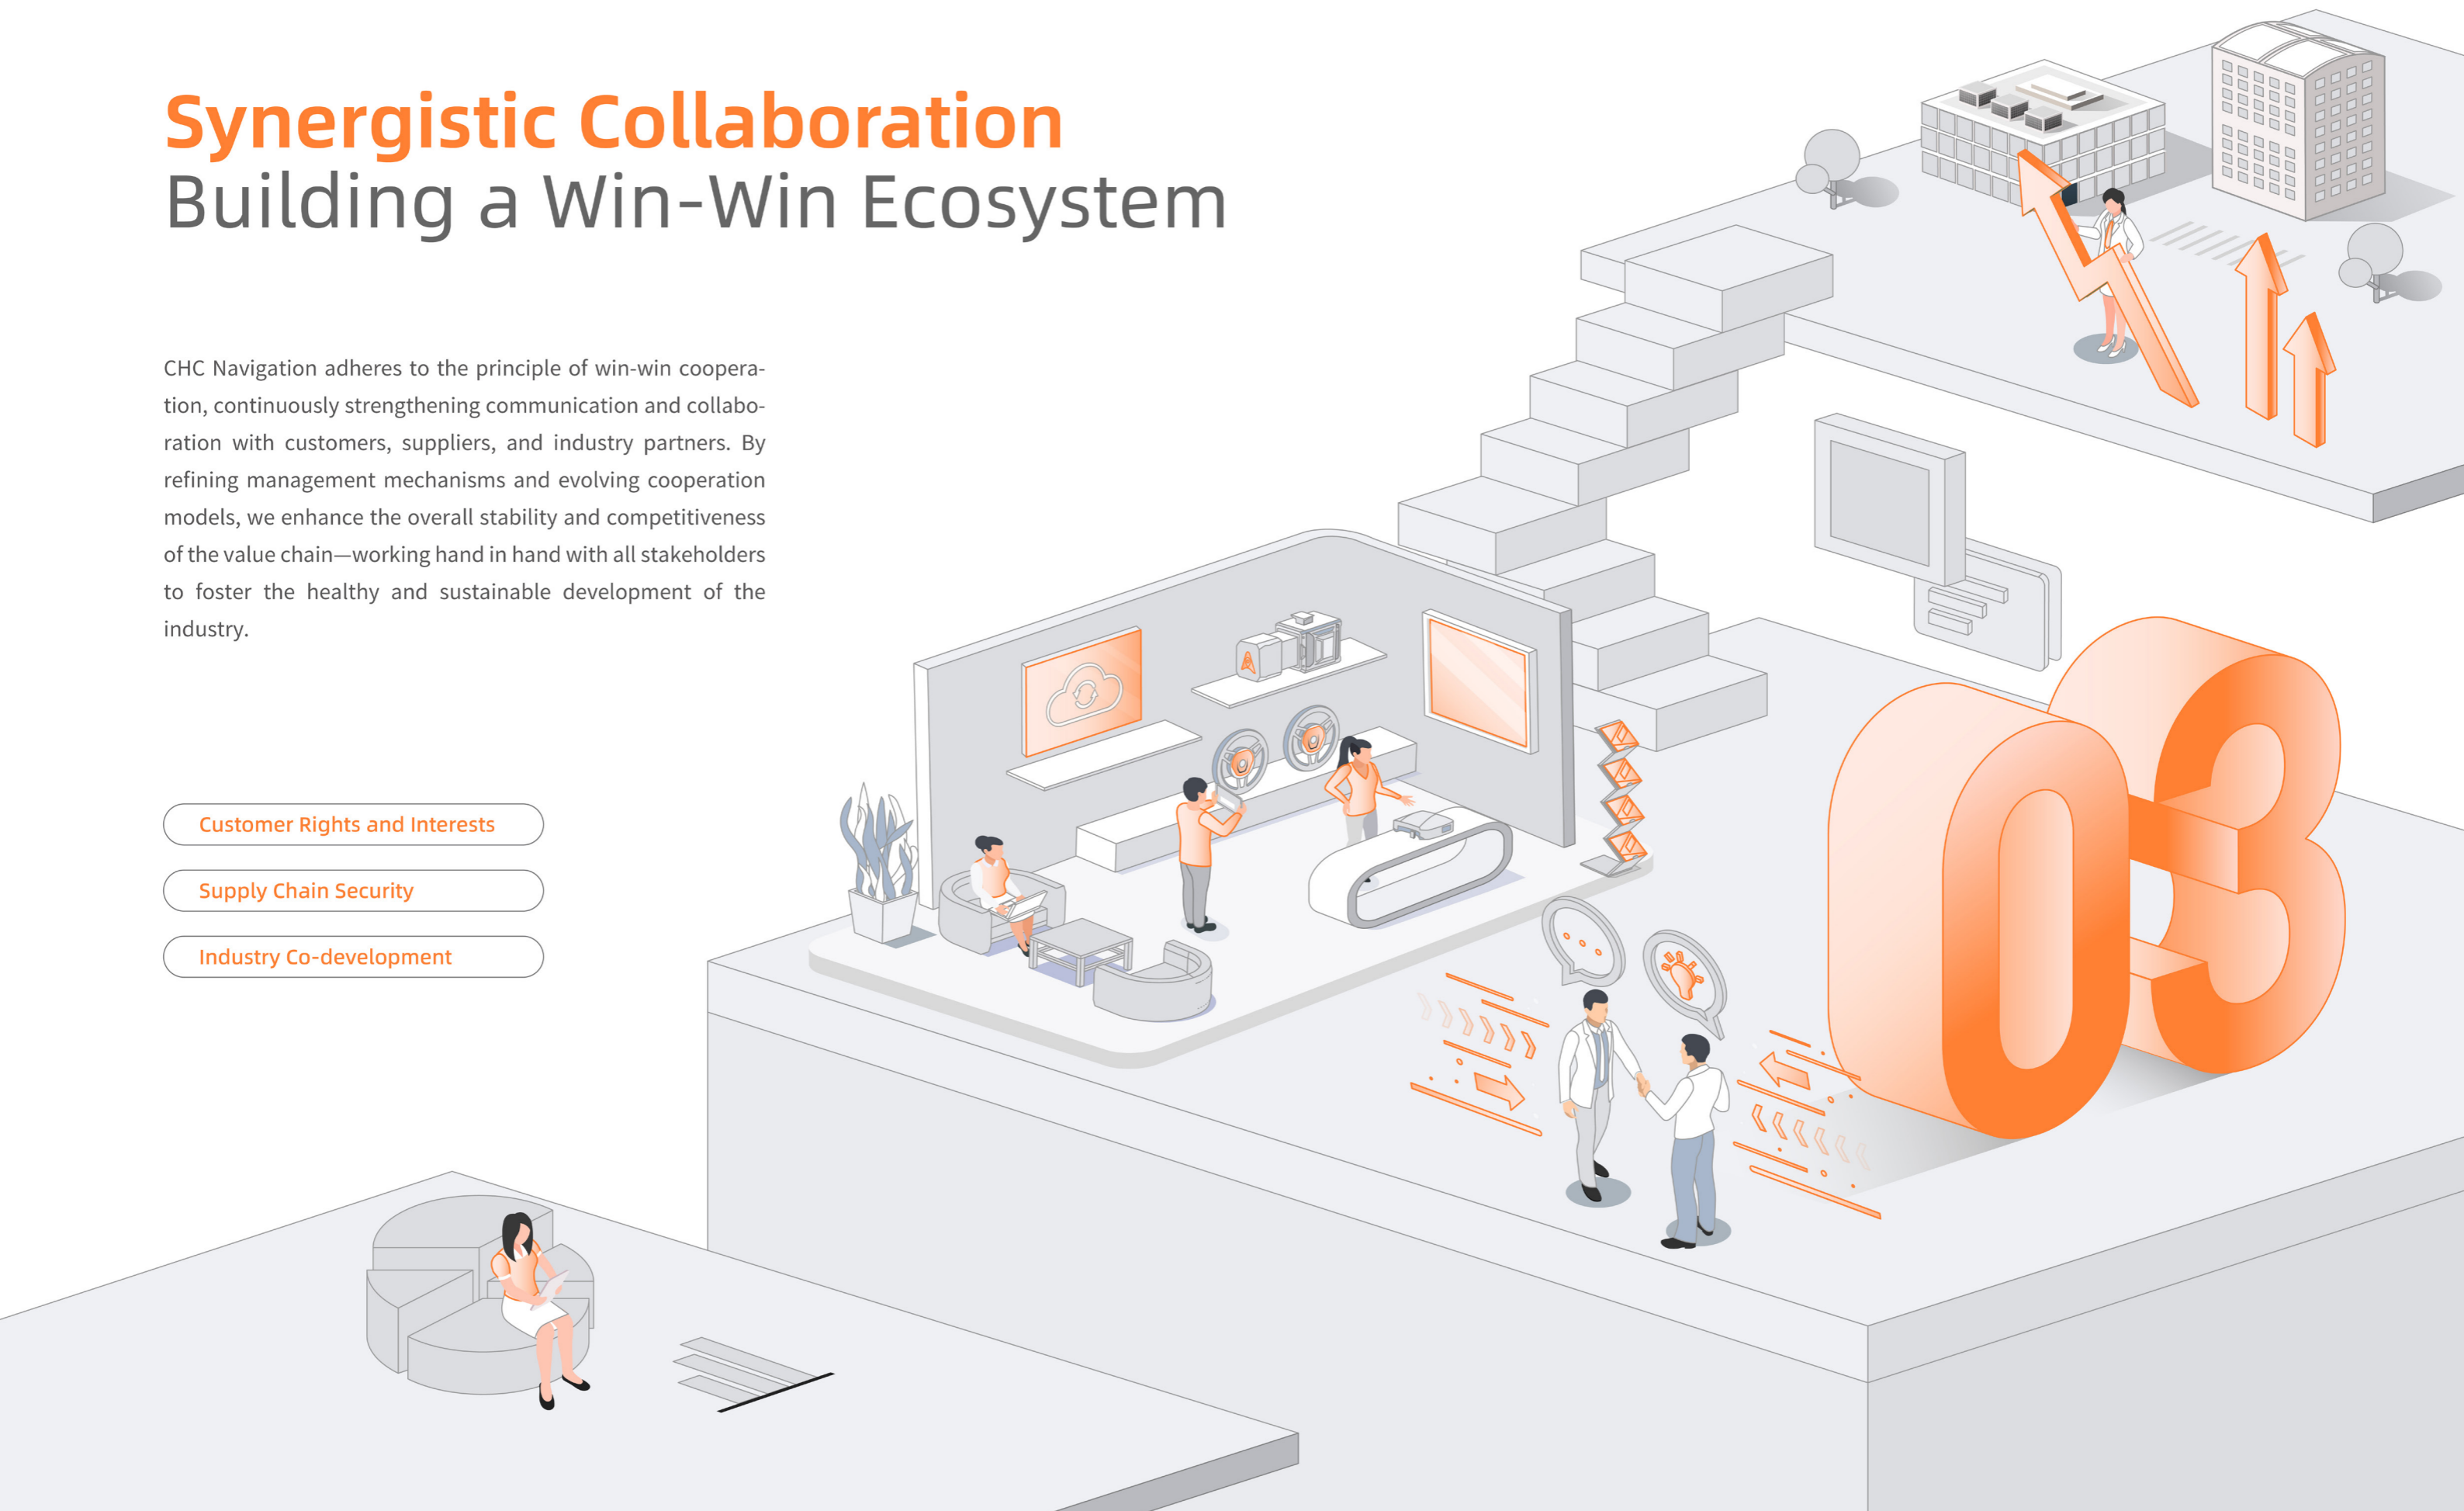 Synergistic Collaboration
Building a Win-Win Ecosystem
CHC Navigation adheres to the principle of win-win coopera-
tion, continuously strengthening communication and collabo-
ration with customers, suppliers, and industry partners. By
refining management mechanisms and evolving cooperation
models, we enhance the overall stability and competitiveness
of the value chain—working hand in hand with all stakeholders
to foster the healthy and sustainable development of the
industry.
Customer Rights and Interests
Supply Chain Security
Industry Co-development
03